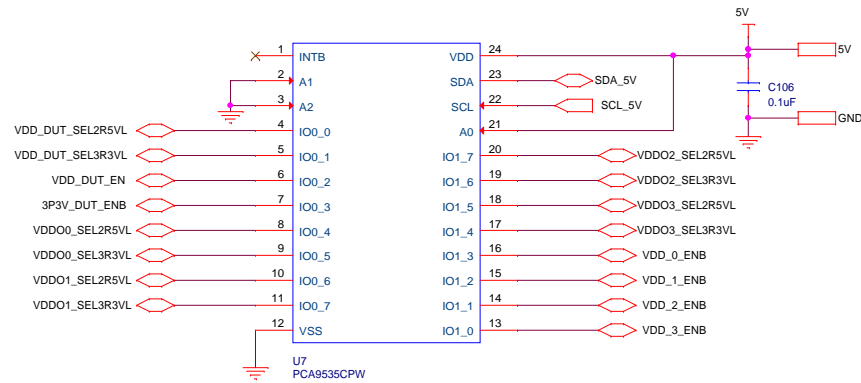 5V
1 INTB VDD 24 5V
2 A1 SDA 23 SDA_5V C106
3 A2 SCL 22 SCL_5V 0.1uF
GND
VDD_DUT_SEL2R5VL 4 IO0_0 A0 21
VDD_DUT_SEL3R3VL 5 IO0_1 IO1_7 20 VDDO2_SEL2R5VL
VDD_DUT_EN 6 IO0_2 IO1_6 19 VDDO2_SEL3R3VL
3P3V_DUT_ENB 7 IO0_3 IO1_5 18 VDDO3_SEL2R5VL
VDDO0_SEL2R5VL 8 IO0_4 IO1_4 17 VDDO3_SEL3R3VL
VDDO0_SEL3R3VL 9 IO0_5 IO1_3 16 VDD_0_ENB
VDDO1_SEL2R5VL 10 IO0_6 IO1_2 15 VDD_1_ENB
VDDO1_SEL3R3VL 11 IO0_7 IO1_1 14 VDD_2_ENB
12 VSS IO1_0 13 VDD_3_ENB
U7
PCA9535CPW